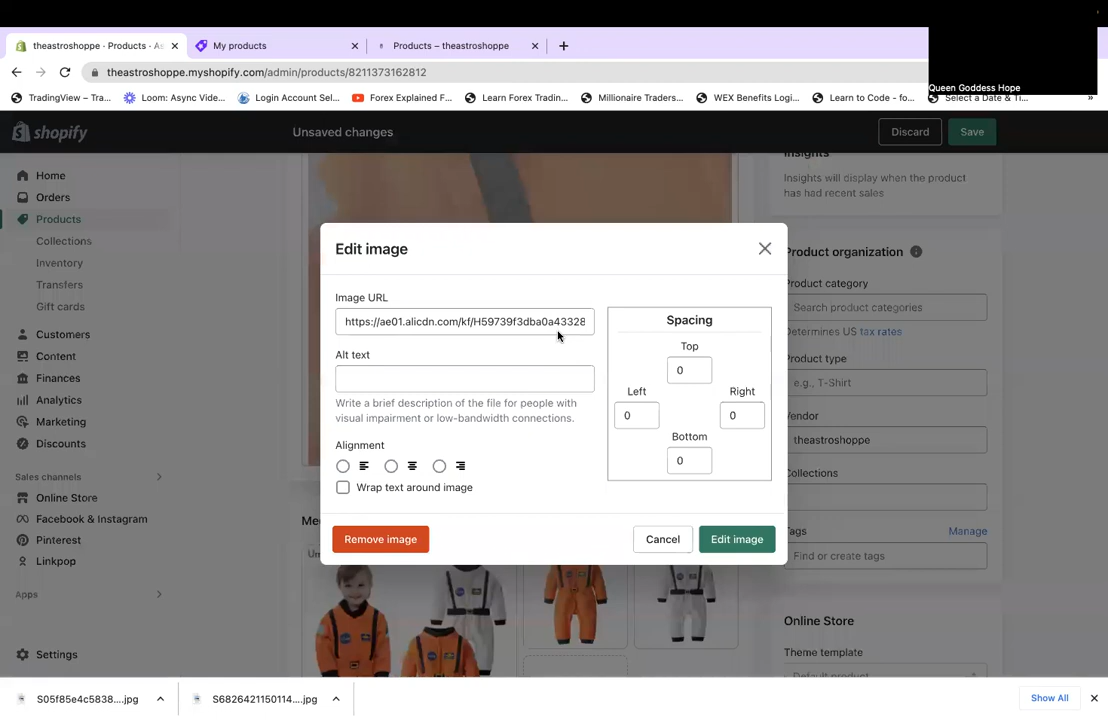 theastroshoppe · Products · As
My products
Products – theastroshoppe
theastroshoppe.myshopify.com/admin/products/8211373162812
Queen Goddess Hope
TradingView – Tra...
Loom: Async Vide...
Login Account Sel...
Forex Explained F...
Learn Forex Tradin...
Millionaire Traders...
WEX Benefits Logi...
Learn to Code - fo...
Select a Date & Ti...
»
shopify
Unsaved changes
Discard
Save
Home
Orders
Products
Collections
Inventory
Transfers
Gift cards
Customers
Content
Finances
Analytics
Marketing
Discounts
Sales channels
Online Store
Facebook & Instagram
Pinterest
Linkpop
Apps
Settings
Edit image
Image URL
https://ae01.alicdn.com/kf/H59739f3dba0a43328
Alt text
Write a brief description of the file for people with
visual impairment or low-bandwidth connections.
Alignment
Wrap text around image
Spacing
Top
0
Left
Right
0
0
Bottom
0
Remove image
Cancel
Edit image
Insights
Insights will display when the
product has had recent sales
Product organization
Product category
Search product categories
Determines US tax rates
Product type
e.g., T-Shirt
Vendor
theastroshoppe
Collections
Tags
Manage
Find or create tags
Online Store
Theme template
Default product
S05f85e4c5838....jpg
S6826421150114....jpg
Show All